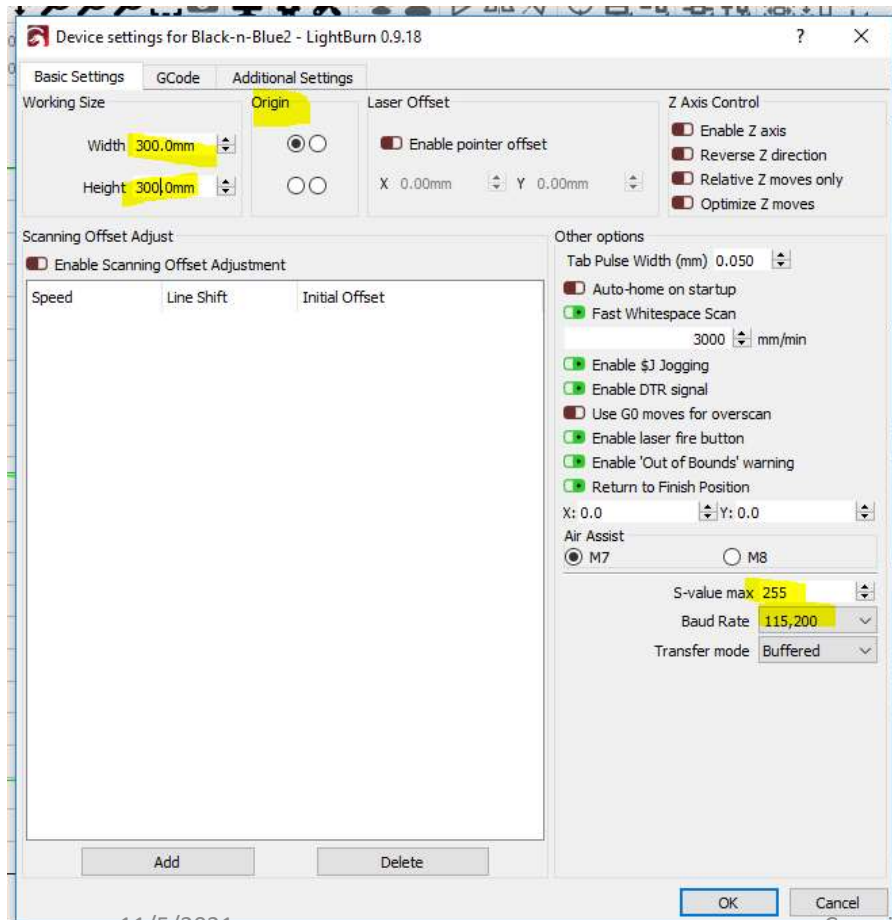 Device settings for Black-n-Blue2 - LightBurn 0.9.18
Basic Settings GCode Additional Settings
Working Size Origin Laser Offset Z Axis Control
Width 300.0mm Enable pointer offset Enable Z axis
Reverse Z direction
Height 300.0mm X 0.00mm Y 0.00mm Relative Z moves only
Optimize Z moves
Scanning Offset Adjust
Enable Scanning Offset Adjustment
Speed Line Shift Initial Offset
Add Delete
Other options
Tab Pulse Width (mm) 0.050
Auto-home on startup
Fast Whitespace Scan
3000 mm/min
Enable $J Jogging
Enable DTR signal
Use G0 moves for overscan
Enable laser fire button
Enable 'Out of Bounds' warning
Return to Finish Position
X: 0.0 Y: 0.0
Air Assist
M7 M8
S-value max 255
Baud Rate 115,200
Transfer mode Buffered
OK Cancel